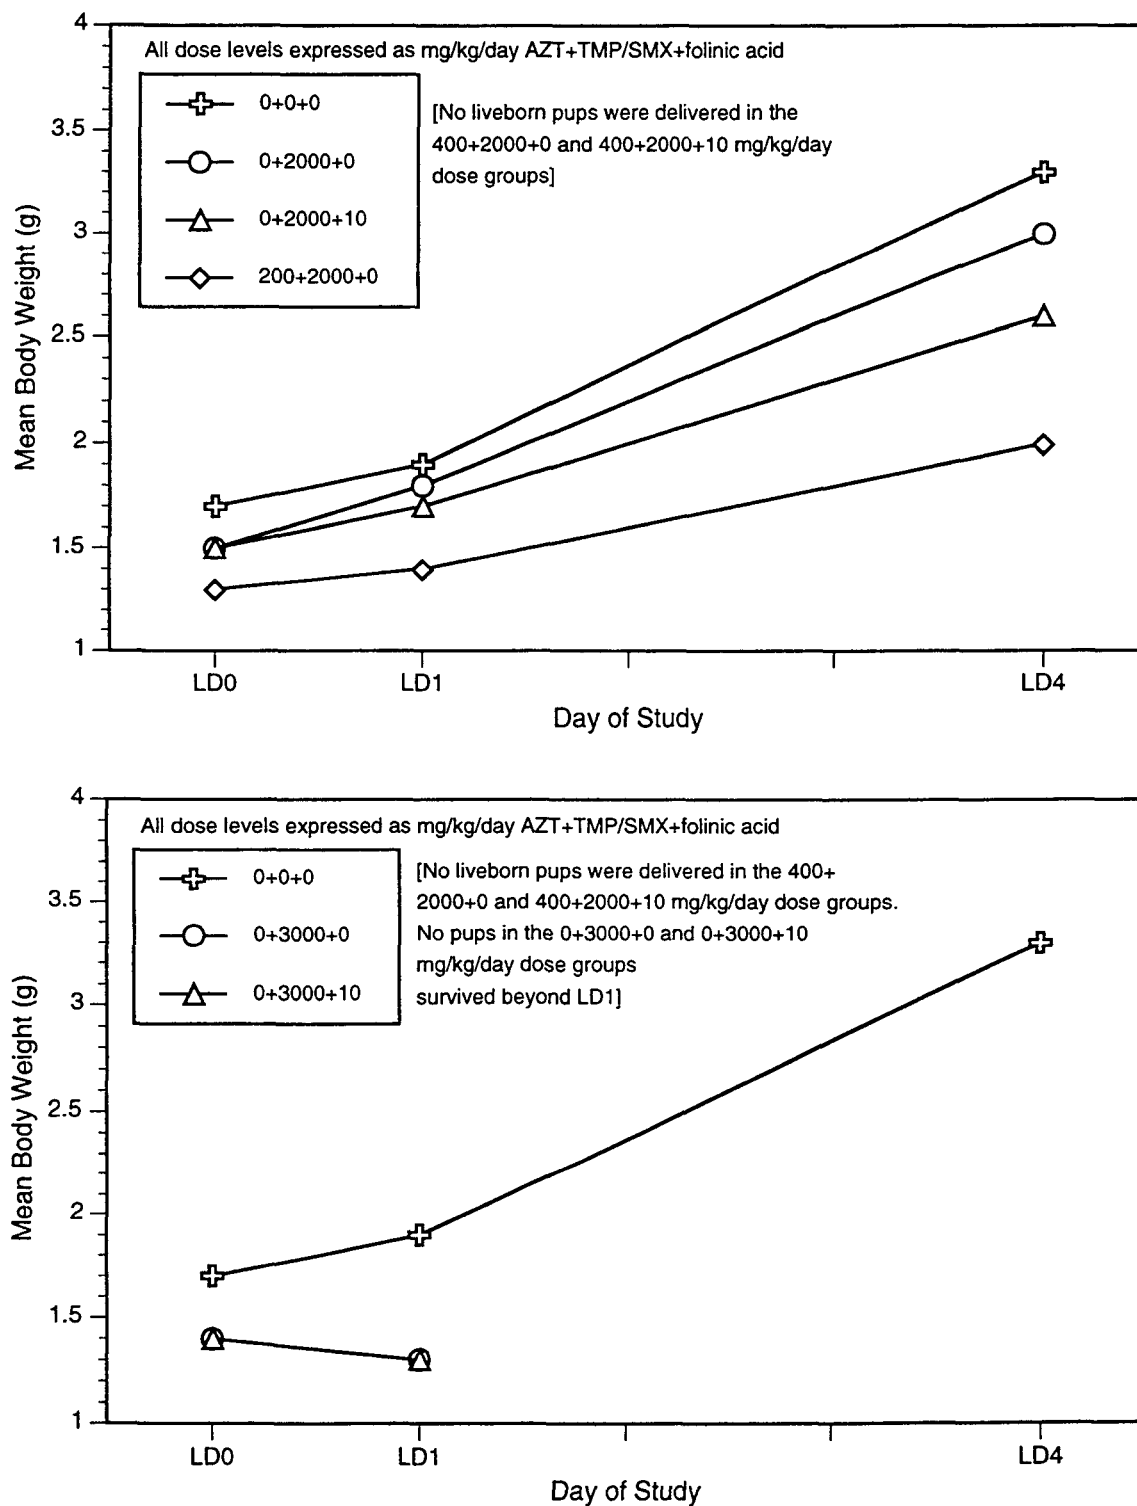 All dose levels expressed as mg/kg/day AZT+TMP/SMX+folinic acid
0+0+0
0+2000+0
0+2000+10
200+2000+0
[No liveborn pups were delivered in the
400+2000+0 and 400+2000+10 mg/kg/day
dose groups]
4
3.5
3
2.5
2
1.5
1
Mean Body Weight (g)
LD0
LD1
LD4
Day of Study
All dose levels expressed as mg/kg/day AZT+TMP/SMX+folinic acid
0+0+0
0+3000+0
0+3000+10
[No liveborn pups were delivered in the 400+
2000+0 and 400+2000+10 mg/kg/day dose groups.
No pups in the 0+3000+0 and 0+3000+10
mg/kg/day dose groups
survived beyond LD1]
4
3.5
3
2.5
2
1.5
1
Mean Body Weight (g)
LD0
LD1
LD4
Day of Study